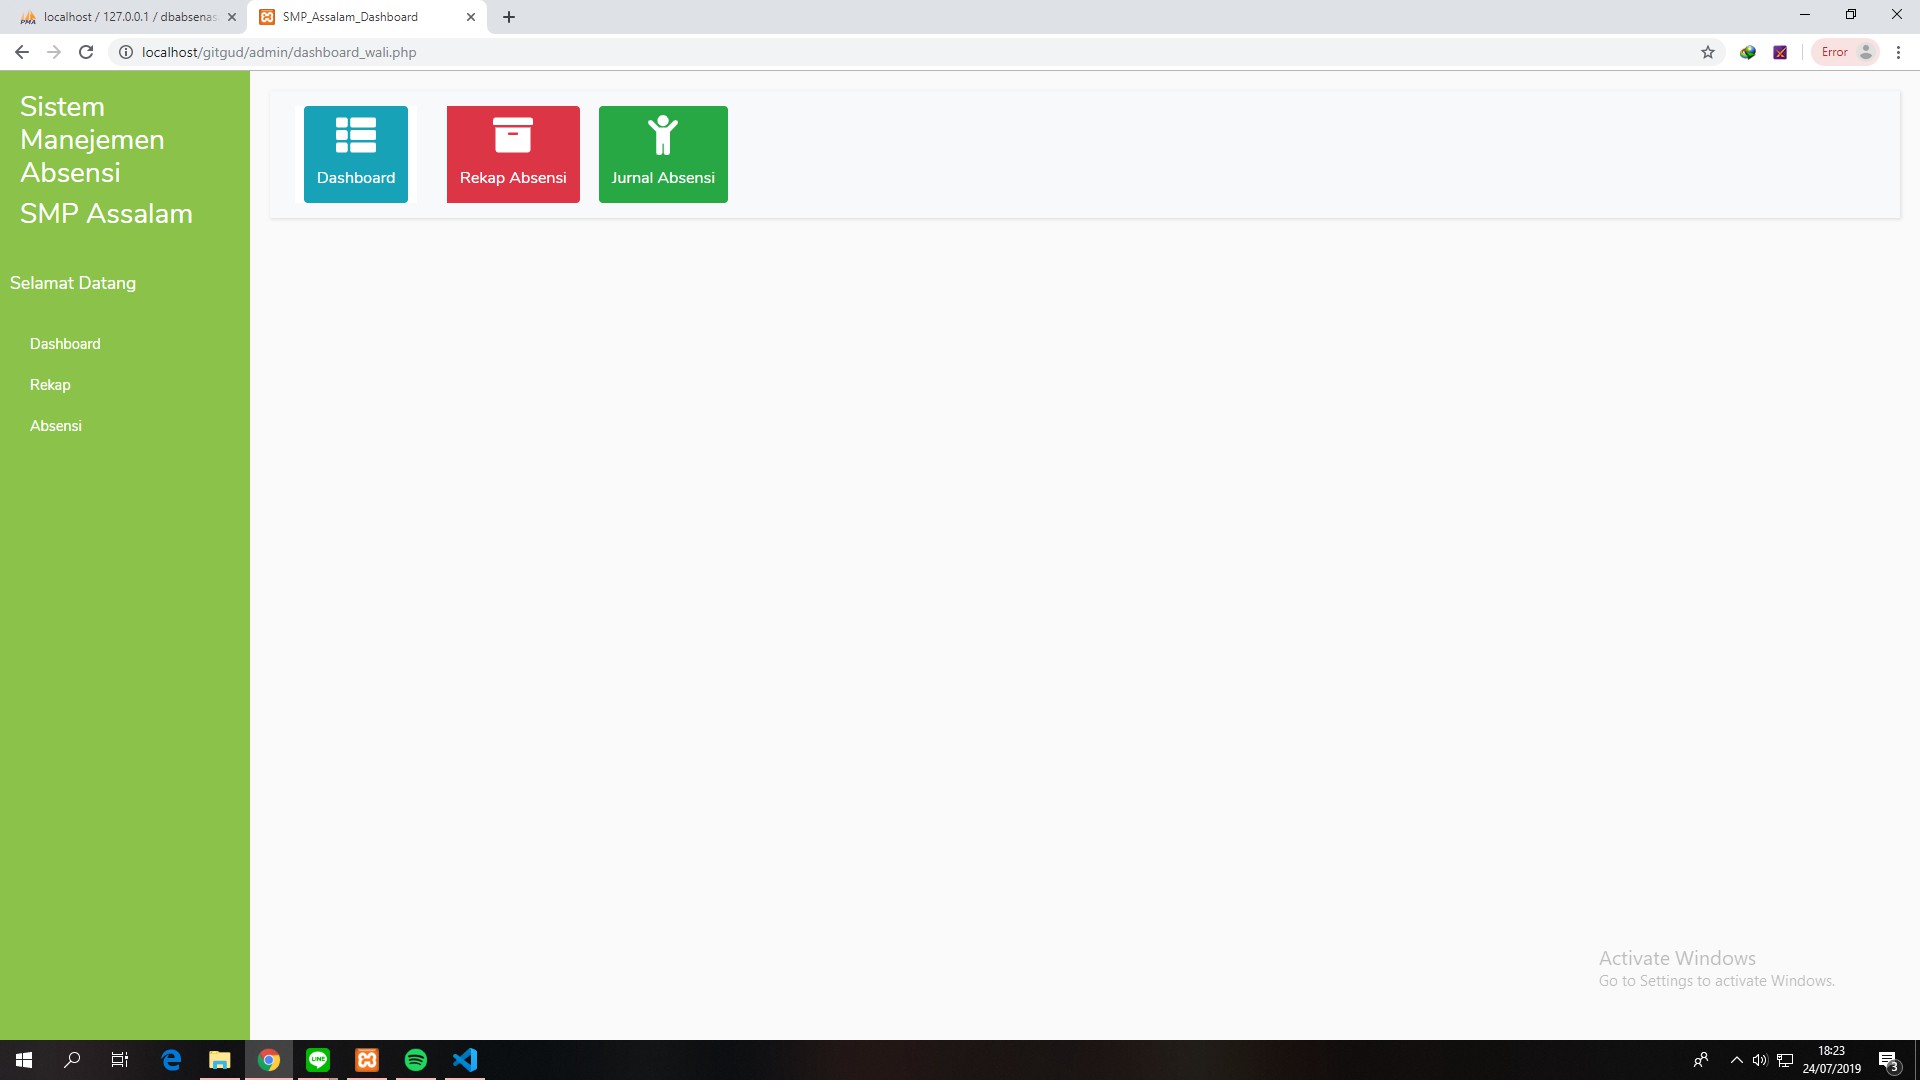 localhost / 127.0.0.1 / dbabsenas
SMP_Assalam_Dashboard
localhost/gitgud/admin/dashboard_wali.php
Error
Sistem
Manejemen
Absensi
SMP Assalam
Selamat Datang
Dashboard
Rekap
Absensi
Dashboard
Rekap Absensi
Jurnal Absensi
Activate Windows
Go to Settings to activate Windows.
18:23
24/07/2019
3
PMA
LINE